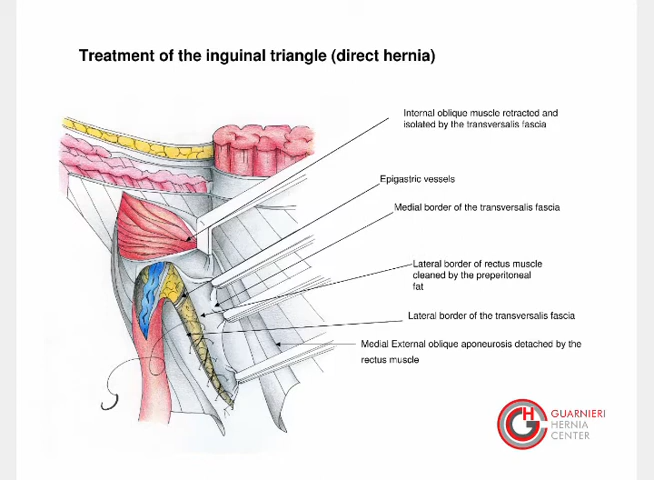 Treatment of the inguinal triangle (direct hernia)
Internal oblique muscle retracted and
isolated by the transversalis fascia
Epigastric vessels
Medial border of the transversalis fascia
Lateral border of rectus muscle
cleaned by the preperitoneal
fat
Lateral border of the transversalis fascia
Medial External oblique aponeurosis detached by the
rectus muscle
GH
GUARNIERI
HERNIA
CENTER